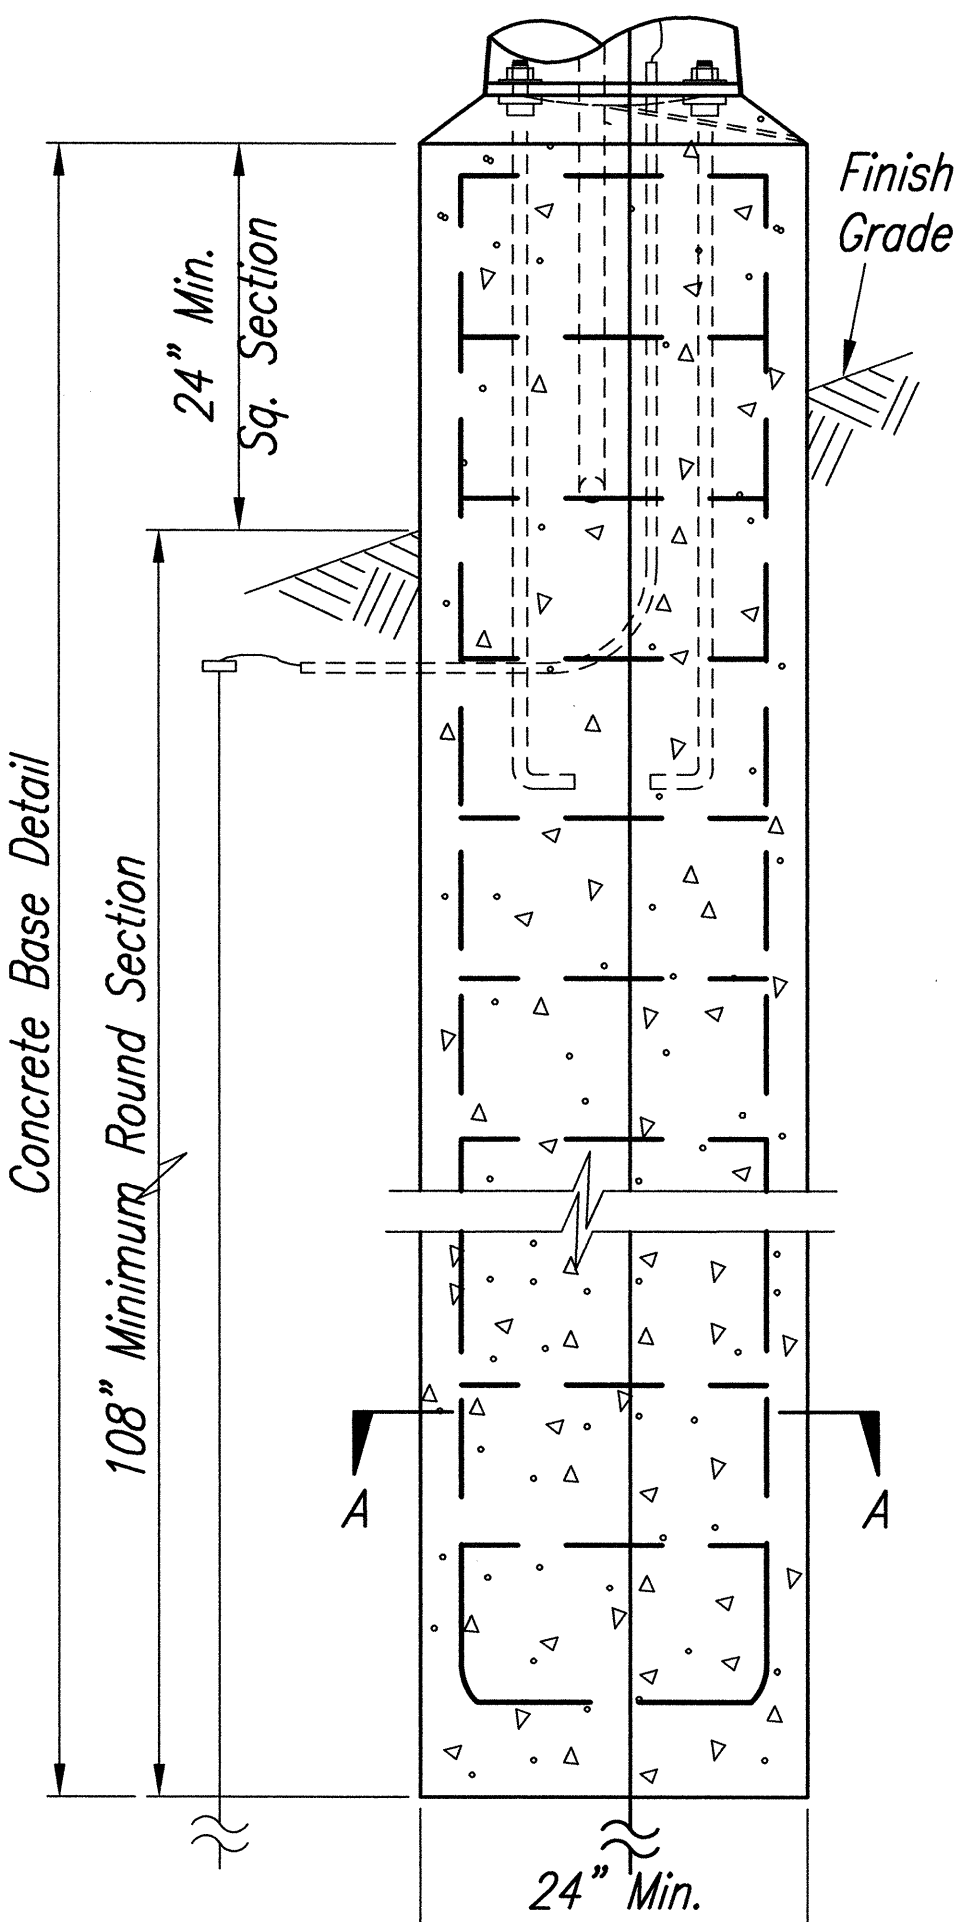 Finish
Grade
24" Min.
Sq. Section
Concrete Base Detail
108" Minimum Round Section
A
A
24" Min.